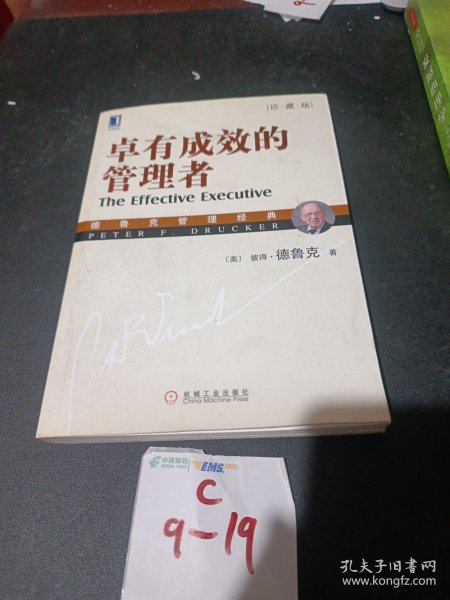 珍·藏·版
卓有成效的
管理者
The Effective Executive
德鲁克管理经典
PETER F. DRUCKER
〔美〕 彼得·德鲁克 著
机械工业出版社
China Machine Press
中国邮政
CHINA POST
EMS
C
9-19
孔夫子旧书网
www.kongfz.com